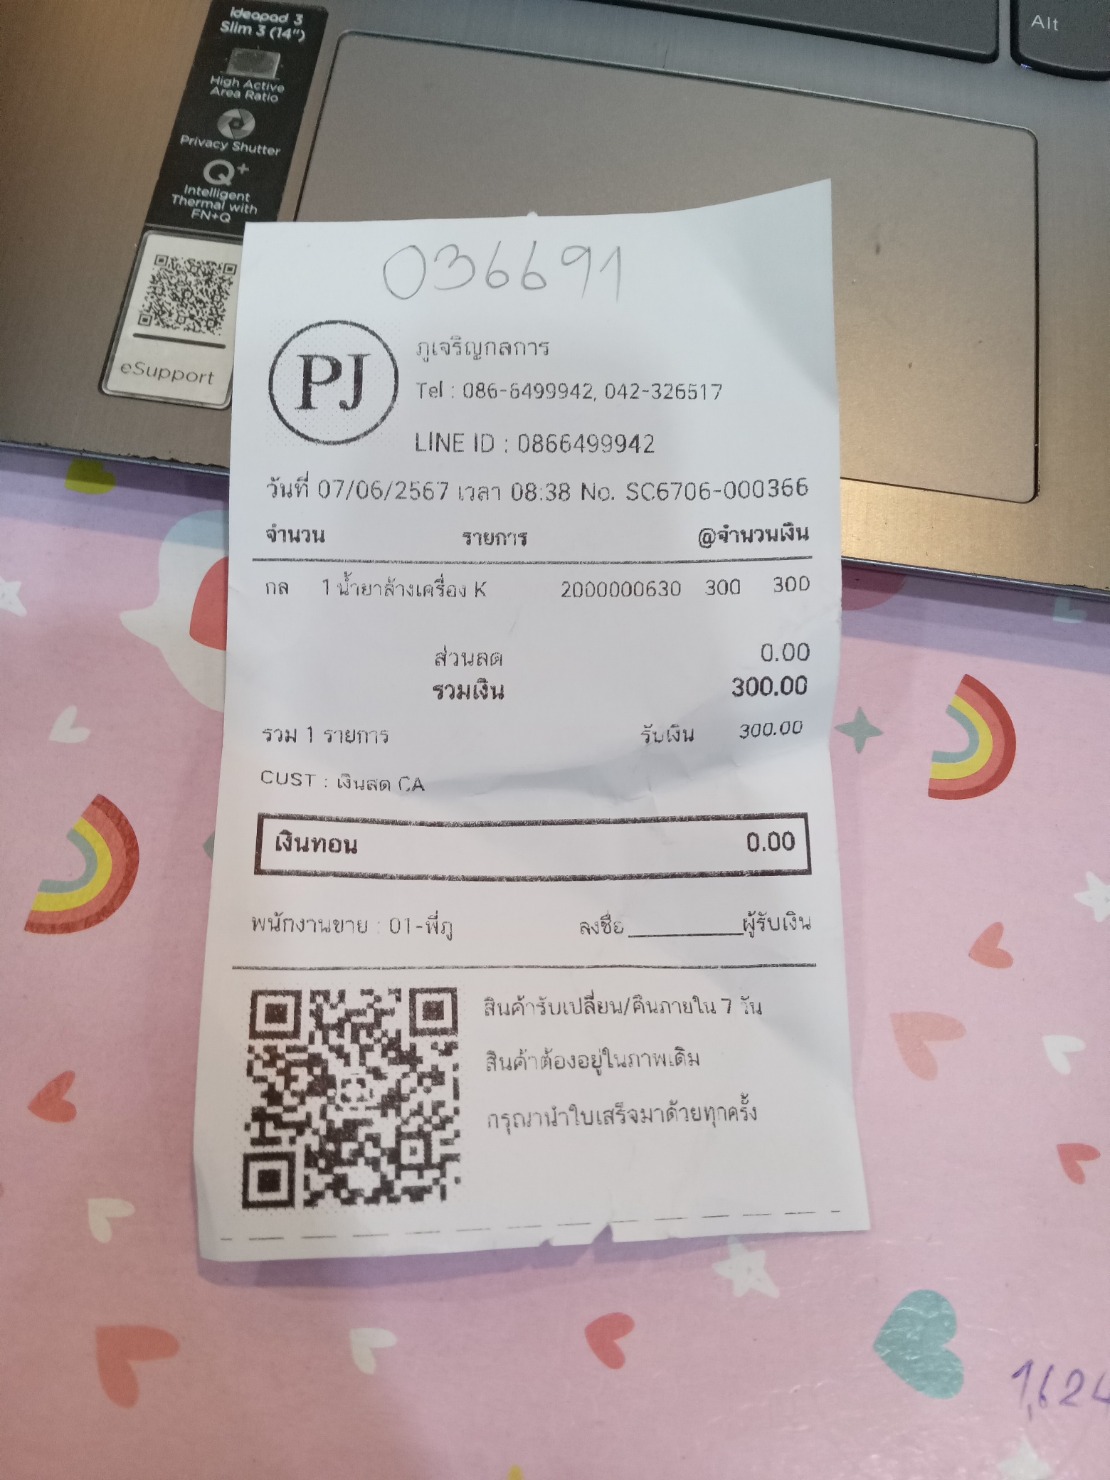 ideapad 3
Slim 3 (14")
High Active
Area Ratio
Privacy Shutter
Q+
Intelligent
Thermal with
FN+Q
eSupport
Alt
036691
PJ
ภูเจริญกลการ
Tel : 086-6499942, 042-326517
LINE ID : 0866499942
วันที่ 07/06/2567 เวลา 08:38 No. SC6706-000366
จำนวน รายการ @จำนวนเงิน
กล 1 น้ำยาล้างเครื่อง K 2000000630 300 300
ส่วนลด 0.00
รวมเงิน 300.00
รวม 1 รายการ รับเงิน 300.00
CUST : เงินสด CA
เงินทอน 0.00
พนักงานขาย : 01-พี่ภู ลงชื่อ__________ผู้รับเงิน
สินค้ารับเปลี่ยน/คืนภายใน 7 วัน
สินค้าต้องอยู่ในภาพเดิม
กรุณานำใบเสร็จมาด้วยทุกครั้ง